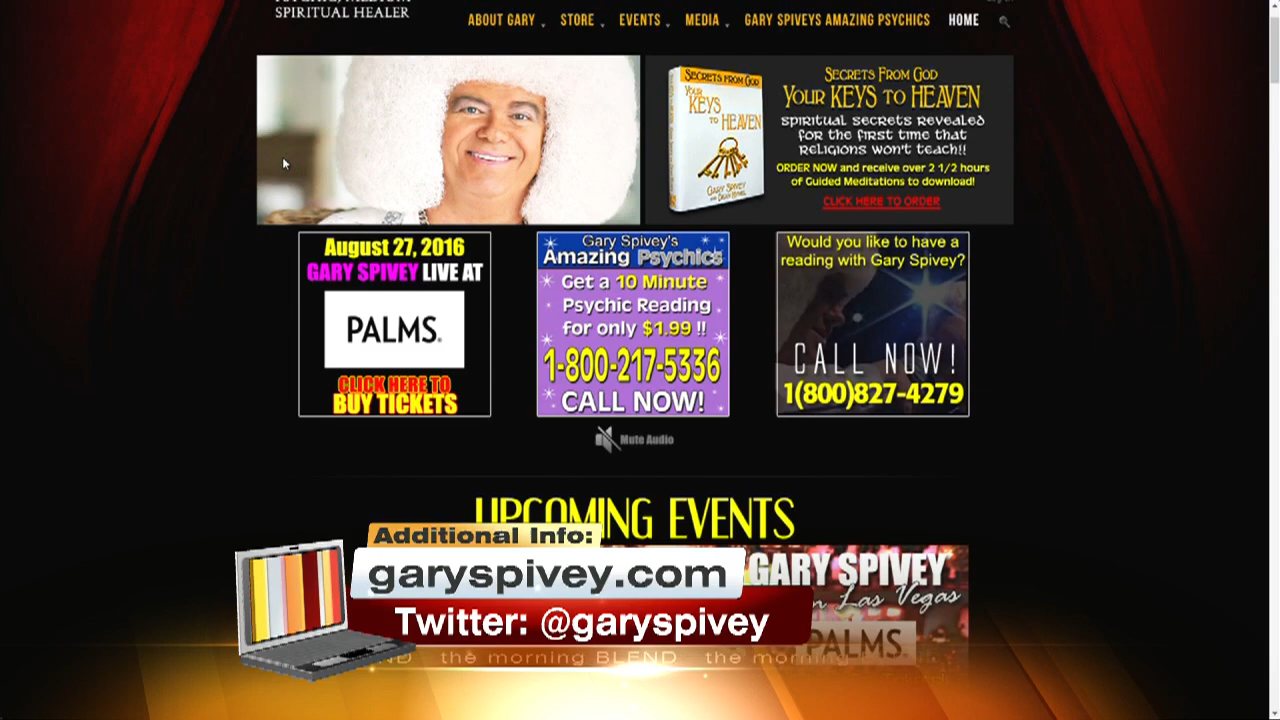 SPIRITUAL HEALER
ABOUT GARY STORE EVENTS MEDIA GARY SPIVEYS AMAZING PSYCHICS HOME
SECRETS FROM GOD
YOUR KEYS TO HEAVEN
GARY SPIVEY
SECRETS FROM GOD
YOUR KEYS TO HEAVEN
SPIRITUAL SECRETS REVEALED
FOR THE FIRST TIME THAT
RELIGIONS WON'T TEACH!!
ORDER NOW and receive over 2 1/2 hours
of Guided Meditations to download!
CLICK HERE TO ORDER
August 27, 2016
GARY SPIVEY LIVE AT
PALMS.
CLICK HERE TO
BUY TICKETS
Gary Spivey's
Amazing Psychics
Get a 10 Minute
Psychic Reading
for only $1.99 !!
1-800-217-5336
CALL NOW!
Would you like to have a
reading with Gary Spivey?
CALL NOW!
1(800)827-4279
Mute Audio
UPCOMING EVENTS
Additional Info:
garyspivey.com
Twitter: @garyspivey
GARY SPIVEY
in Las Vegas
PALMS
the morning BLEND the morning